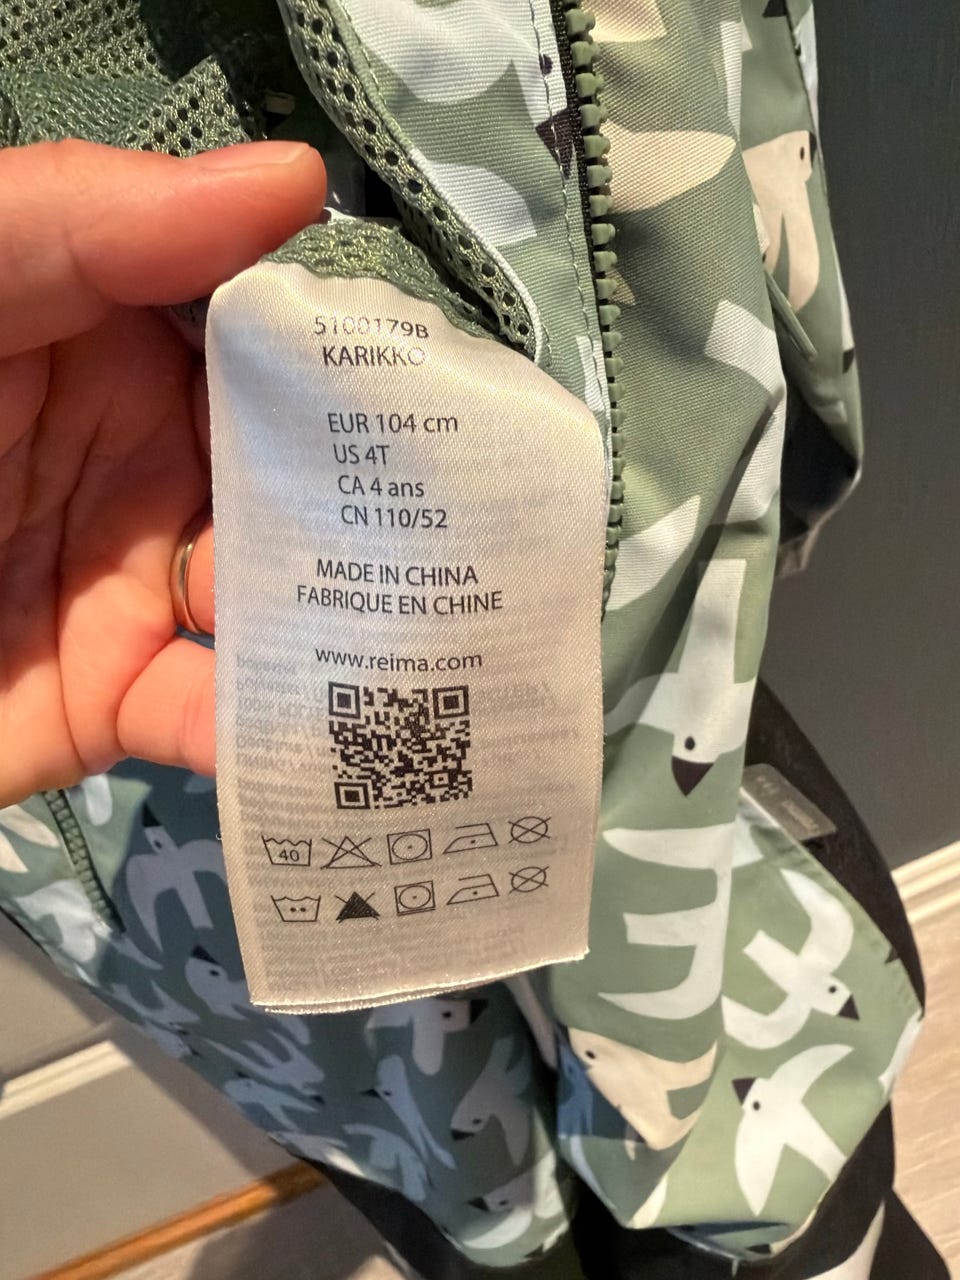 5100179B
KARIKKO
EUR 104 cm
US 4T
CA 4 ans
CN 110/52
MADE IN CHINA
FABRIQUE EN CHINE
www.reima.com
40